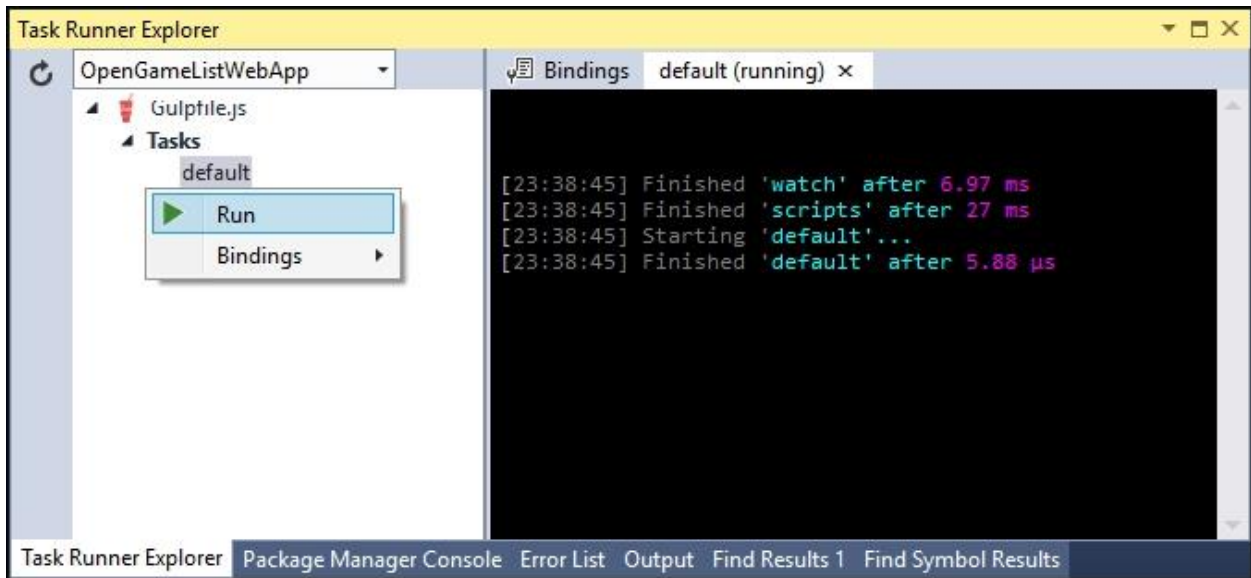 Task Runner Explorer
OpenGameListWebApp
Gulpfile.js
Tasks
default
Run
Bindings
Bindings default (running)
[23:38:45] Finished 'watch' after 6.97 ms
[23:38:45] Finished 'scripts' after 27 ms
[23:38:45] Starting 'default'...
[23:38:45] Finished 'default' after 5.88 µs
Task Runner Explorer Package Manager Console Error List Output Find Results 1 Find Symbol Results